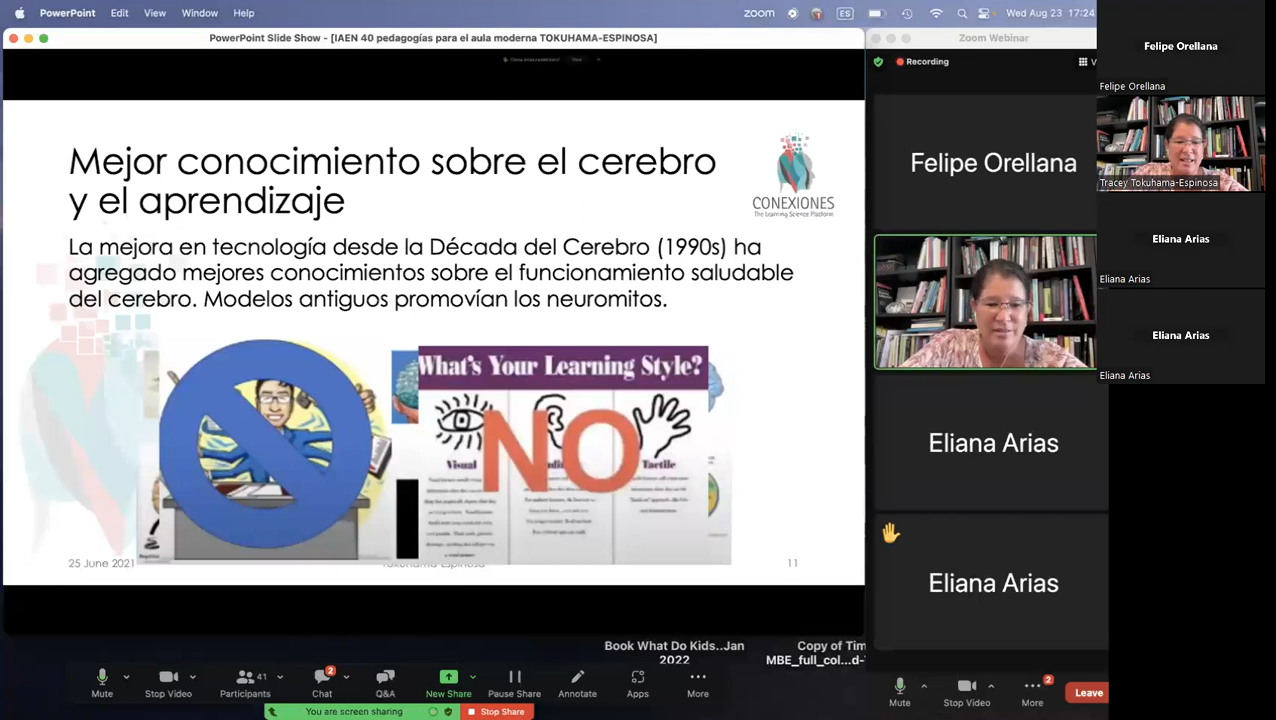 PowerPoint File Edit View Window Help
zoom
ES
Wed Aug 23 17:24
PowerPoint Slide Show - [IAEN 40 pedagogías para el aula moderna TOKUHAMA-ESPINOSA]
Mejor conocimiento sobre el cerebro
y el aprendizaje
CONEXIONES
The Learning Science Platform
La mejora en tecnología desde la Década del Cerebro (1990s) ha
agregado mejores conocimientos sobre el funcionamiento saludable
del cerebro. Modelos antiguos promovían los neuromitos.
What's Your Learning Style?
NO
Visual
Tactile
25 June 2021
11
Zoom Webinar
Recording
Felipe Orellana
Eliana Arias
Eliana Arias
Felipe Orellana
Felipe Orellana
Tracey Tokuhama-Espinosa
Eliana Arias
Eliana Arias
Eliana Arias
Eliana Arias
Book What Do Kids..Jan
2022
Copy of Tim
MBE_full_col...d-T
2
41
Mute
Stop Video
Participants
Chat
Q&A
New Share
Pause Share
Annotate
Apps
More
You are screen sharing
Stop Share
2
Mute
Stop Video
More
Leave